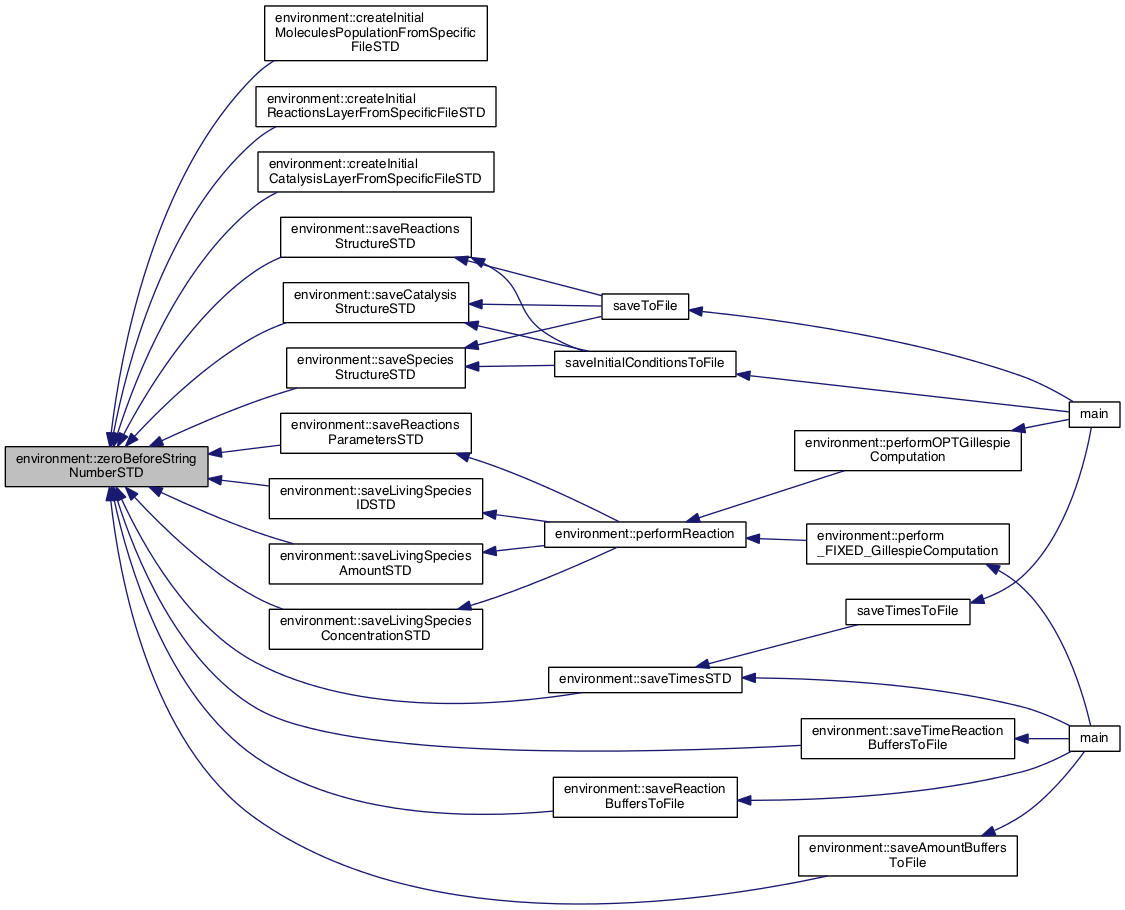 environment::createInitial
MoleculesPopulationFromSpecific
FileSTD
environment::createInitial
ReactionsLayerFromSpecificFileSTD
environment::createInitial
CatalysisLayerFromSpecificFileSTD
environment::saveReactions
StructureSTD
environment::saveCatalysis
StructureSTD
saveToFile
environment::saveSpecies
StructureSTD
saveInitialConditionsToFile
main
environment::saveReactions
ParametersSTD
environment::performOPTGillespie
Computation
environment::zeroBeforeString
NumberSTD
environment::saveLivingSpecies
IDSTD
environment::performReaction
environment::perform
_FIXED_GillespieComputation
environment::saveLivingSpecies
AmountSTD
saveTimesToFile
environment::saveLivingSpecies
ConcentrationSTD
environment::saveTimesSTD
environment::saveTimeReaction
BuffersToFile
main
environment::saveReaction
BuffersToFile
environment::saveAmountBuffers
ToFile